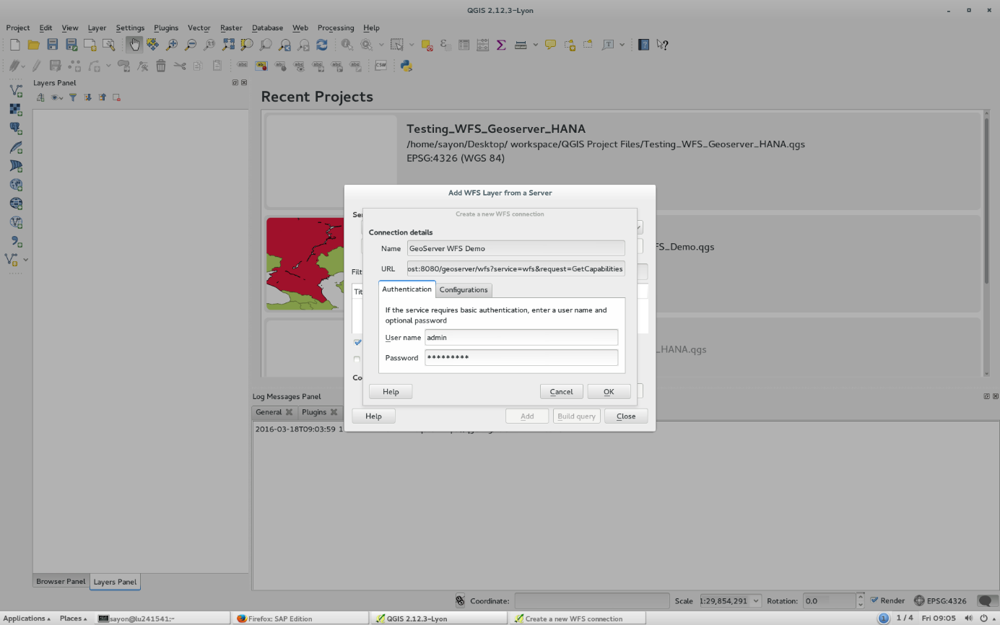 QGIS 2.12.3-Lyon
Project Edit View Layer Settings Plugins Vector Raster Database Web Processing Help
CSW
Layers Panel
Recent Projects
Testing_WFS_Geoserver_HANA
/home/sayon/Desktop/ workspace/QGIS Project Files/Testing_WFS_Geoserver_HANA.qgs
EPSG:4326 (WGS 84)
Add WFS Layer from a Server
Create a new WFS connection
Connection details
Name GeoServer WFS Demo
FS_Demo.qgs
URL ost:8080/geoserver/wfs?service=wfs&request=GetCapabilities
Authentication Configurations
If the service requires basic authentication, enter a user name and
optional password
User name admin
_HANA.qgs
Password *********
Help Cancel OK
Log Messages Panel
General Plugins
Help Add Build query Close
2016-03-18T09:03:59 1
Browser Panel Layers Panel
Coordinate: Scale 1:29,854,291 Rotation: 0.0 Render EPSG:4326
Applications Places sayon@lu241541:~ Firefox: SAP Edition QGIS 2.12.3-Lyon Create a new WFS connection 1 1 / 4 Fri 09:05